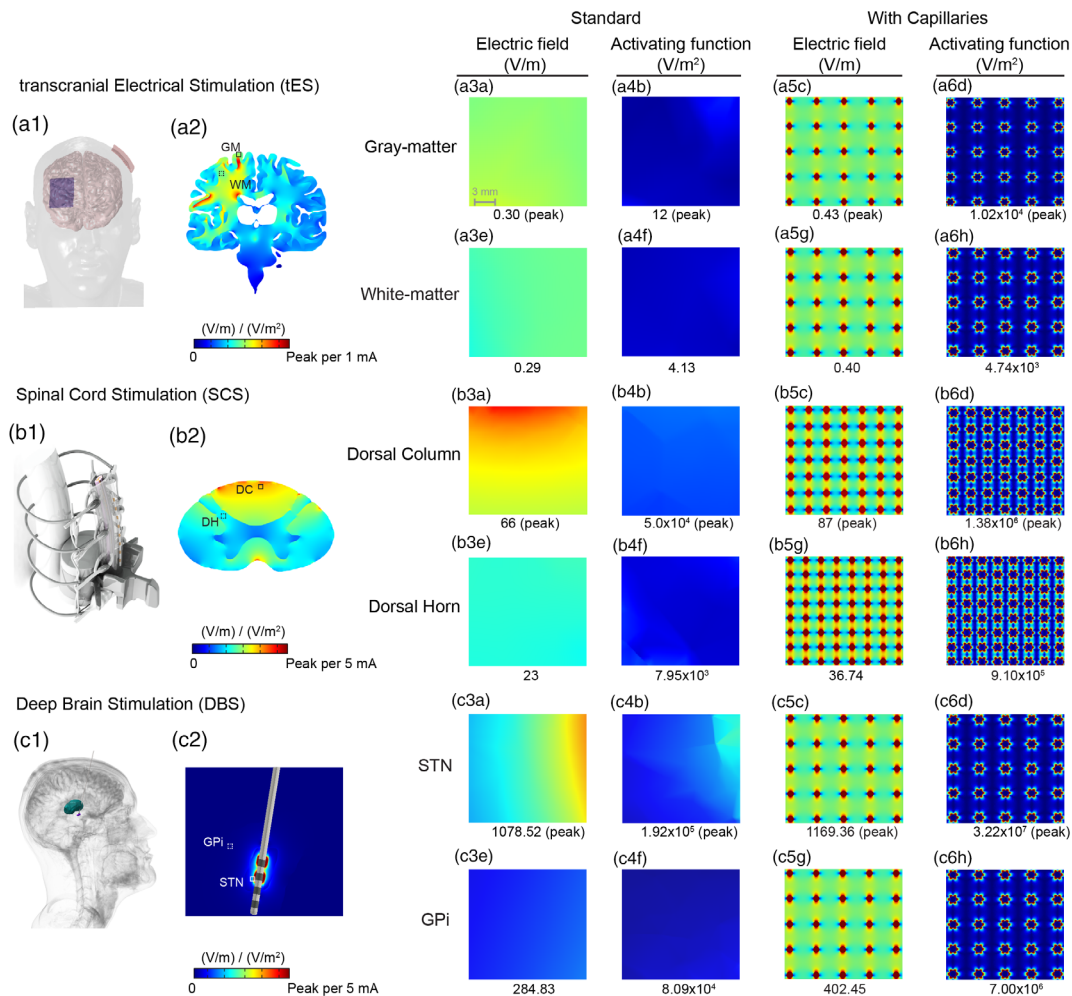 Standard
With Capillaries
Electric field
(V/m)
Activating function
(V/m²)
Electric field
(V/m)
Activating function
(V/m²)
transcranial Electrical Stimulation (tES)
(a1)
(a2)
GM
WM
(V/m) / (V/m²)
0
Peak per 1 mA
Gray-matter
(a3a)
3 mm
0.30 (peak)
(a4b)
12 (peak)
(a5c)
0.43 (peak)
(a6d)
1.02x10⁴ (peak)
White-matter
(a3e)
0.29
(a4f)
4.13
(a5g)
0.40
(a6h)
4.74x10³
Spinal Cord Stimulation (SCS)
(b1)
(b2)
DC
DH
(V/m) / (V/m²)
0
Peak per 5 mA
Dorsal Column
(b3a)
66 (peak)
(b4b)
5.0x10⁴ (peak)
(b5c)
87 (peak)
(b6d)
1.38x10⁶ (peak)
Dorsal Horn
(b3e)
23
(b4f)
7.95x10³
(b5g)
36.74
(b6h)
9.10x10⁵
Deep Brain Stimulation (DBS)
(c1)
(c2)
GPi
STN
(V/m) / (V/m²)
0
Peak per 5 mA
STN
(c3a)
1078.52 (peak)
(c4b)
1.92x10⁵ (peak)
(c5c)
1169.36 (peak)
(c6d)
3.22x10⁷ (peak)
GPi
(c3e)
284.83
(c4f)
8.09x10⁴
(c5g)
402.45
(c6h)
7.00x10⁶